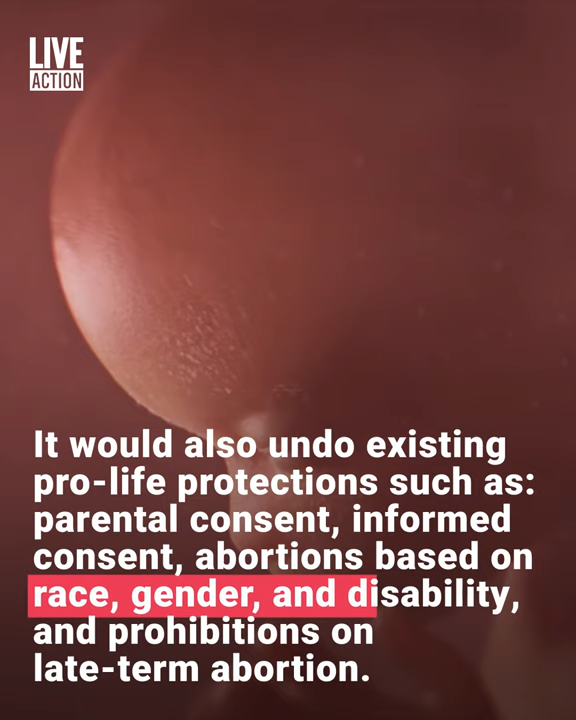 LIVE
ACTION
It would also undo existing
pro-life protections such as:
parental consent, informed
consent, abortions based on
race, gender, and disability,
and prohibitions on
late-term abortion.